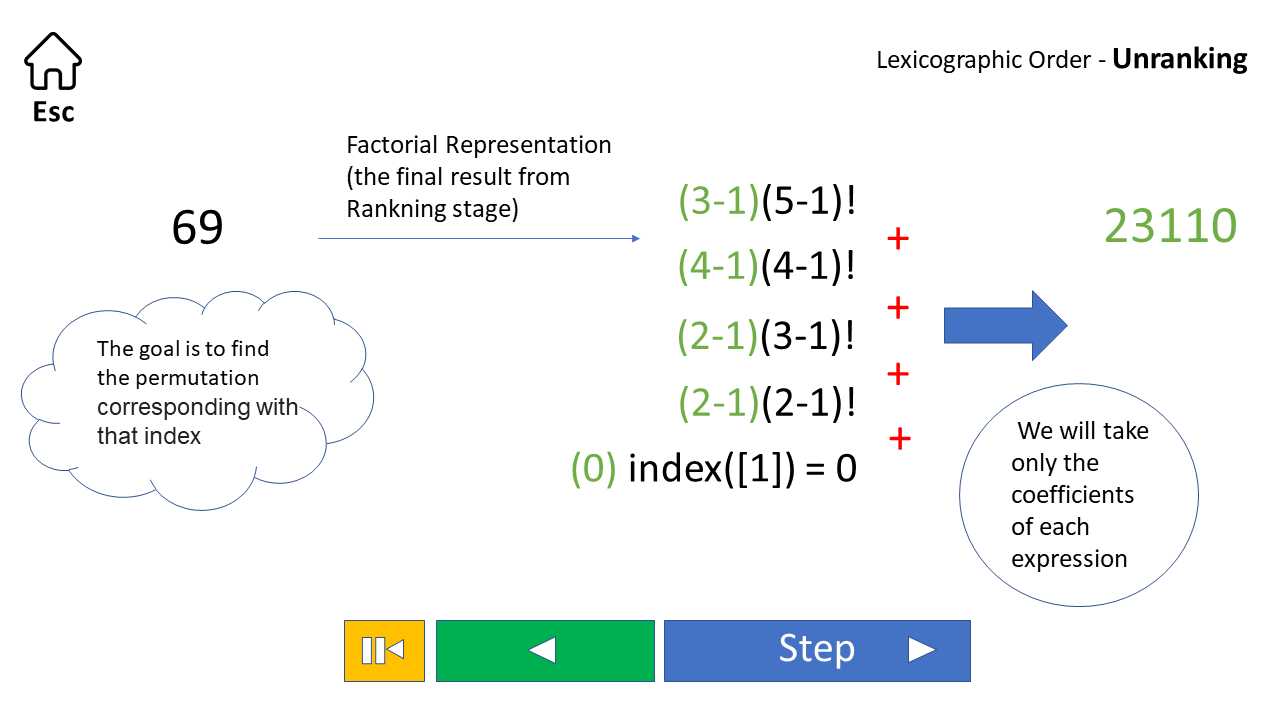 Esc
Lexicographic Order - Unranking
69
Factorial Representation
(the final result from
Rankning stage)
(3-1)(5-1)!
+
(4-1)(4-1)!
+
(2-1)(3-1)!
+
(2-1)(2-1)!
+
(0) index([1]) = 0
23110
The goal is to find
the permutation
corresponding with
that index
We will take
only the
coefficients
of each
expression
Step